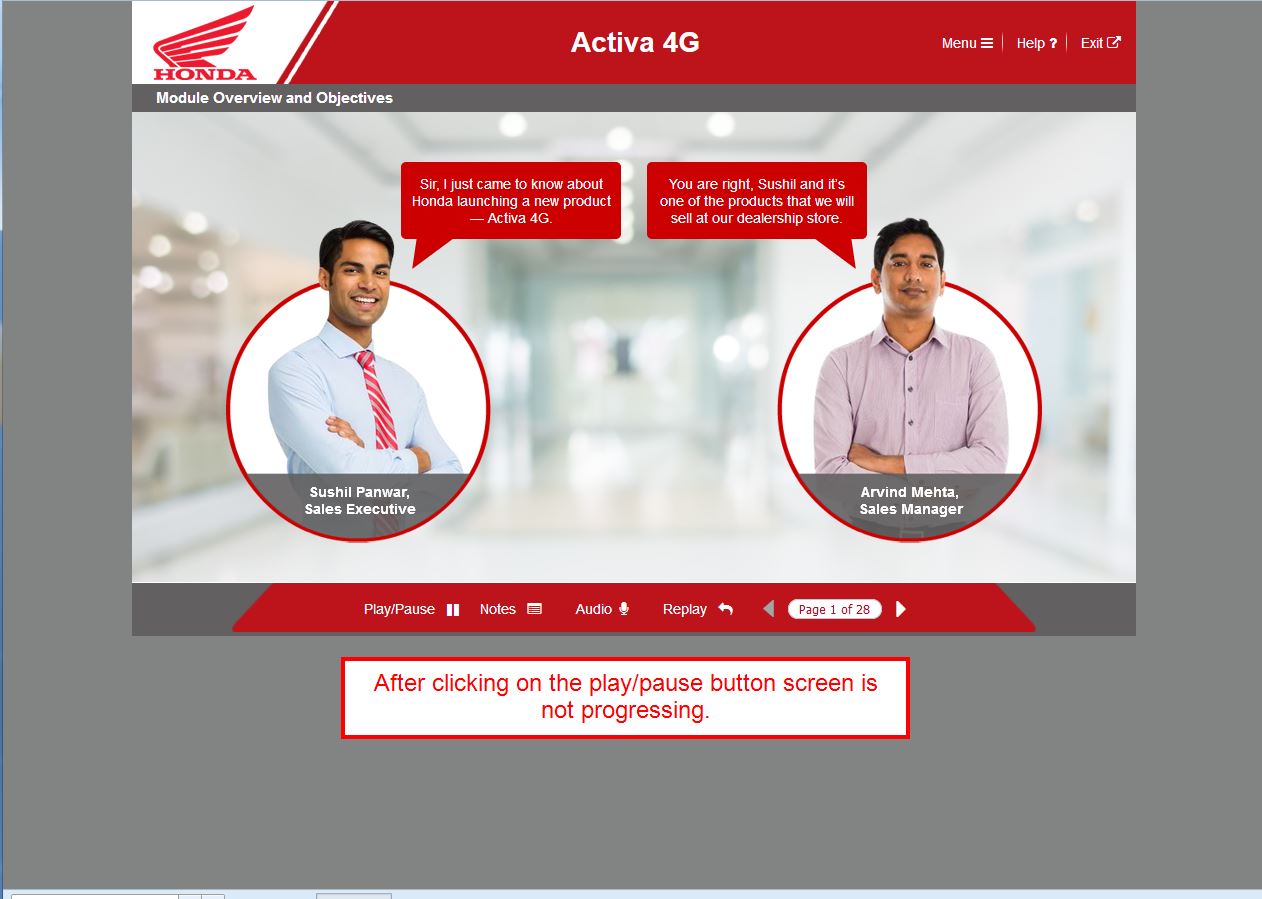 HONDA
Activa 4G
Menu
Help ?
Exit
Module Overview and Objectives
Sir, I just came to know about
Honda launching a new product
— Activa 4G.
You are right, Sushil and it's
one of the products that we will
sell at our dealership store.
Sushil Panwar,
Sales Executive
Arvind Mehta,
Sales Manager
Play/Pause
Notes
Audio
Replay
Page 1 of 28
After clicking on the play/pause button screen is
not progressing.